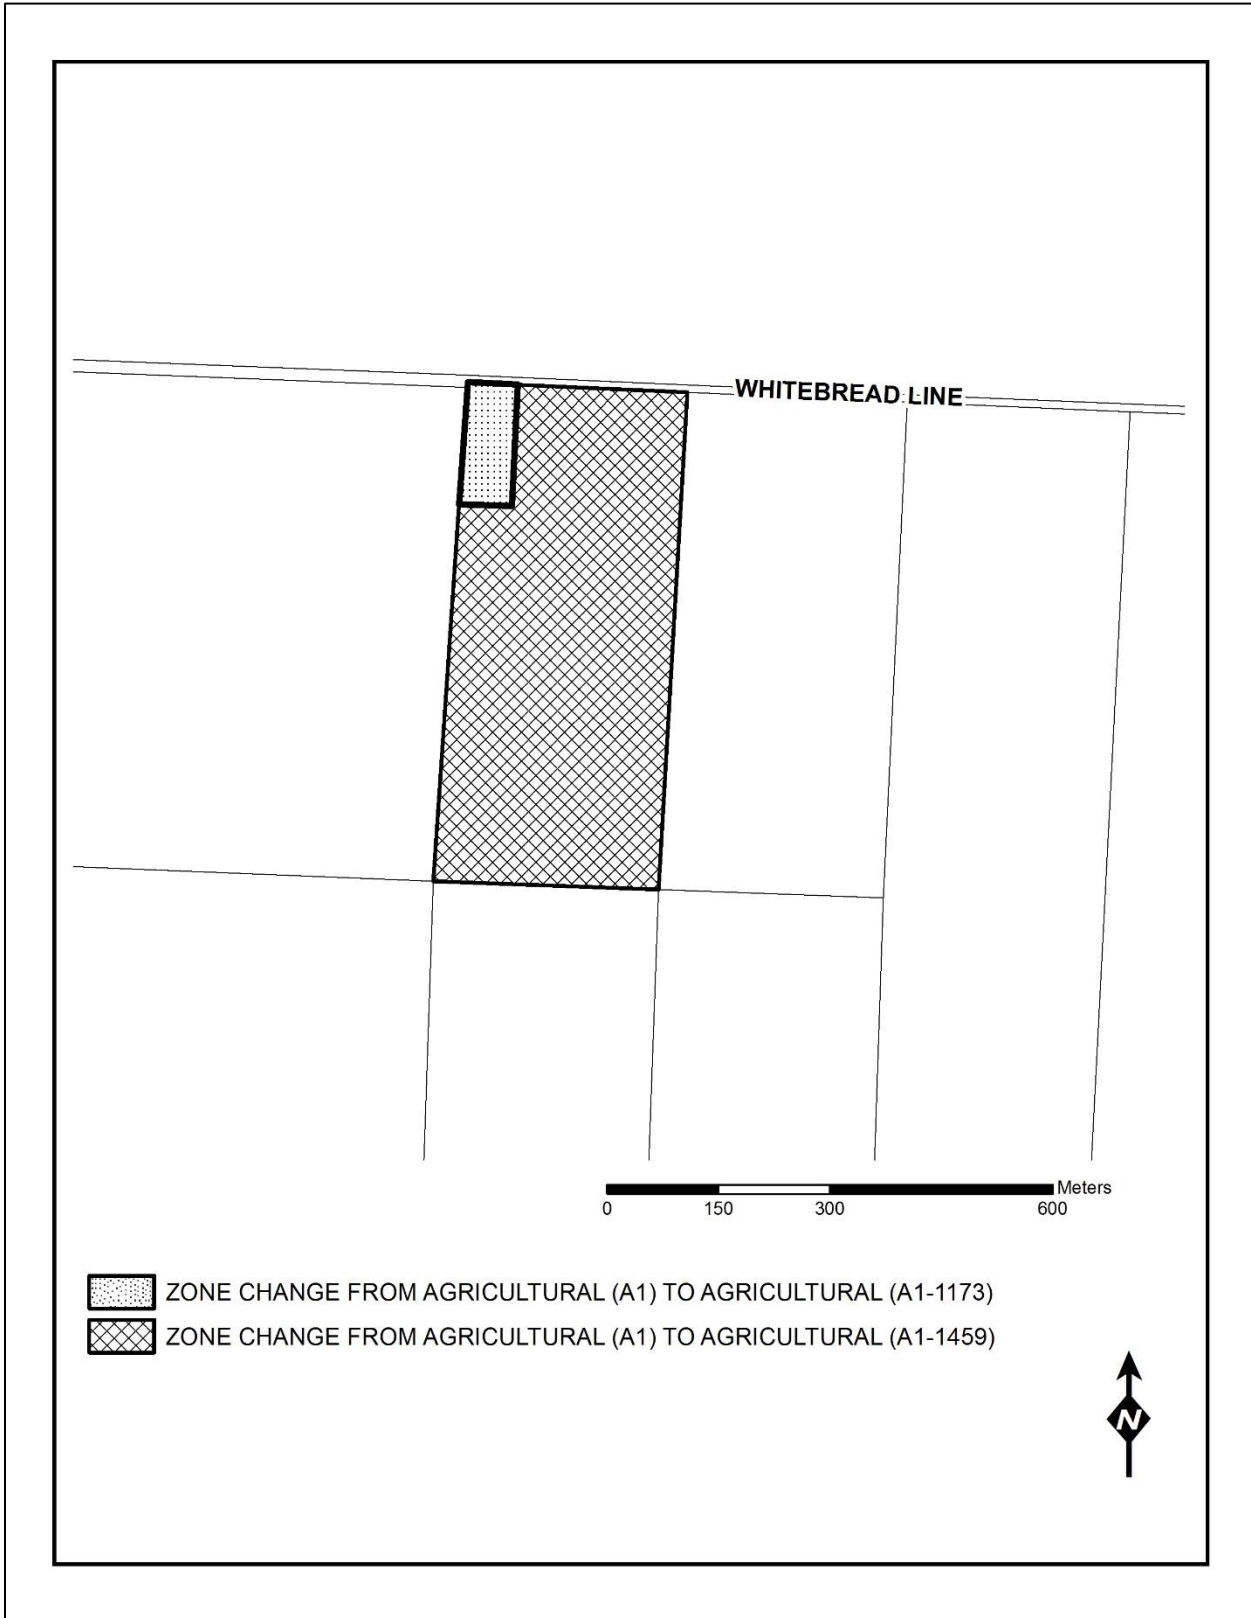 WHITEBREAD LINE
Meters
0 150 300 600
ZONE CHANGE FROM AGRICULTURAL (A1) TO AGRICULTURAL (A1-1173)
ZONE CHANGE FROM AGRICULTURAL (A1) TO AGRICULTURAL (A1-1459)
N